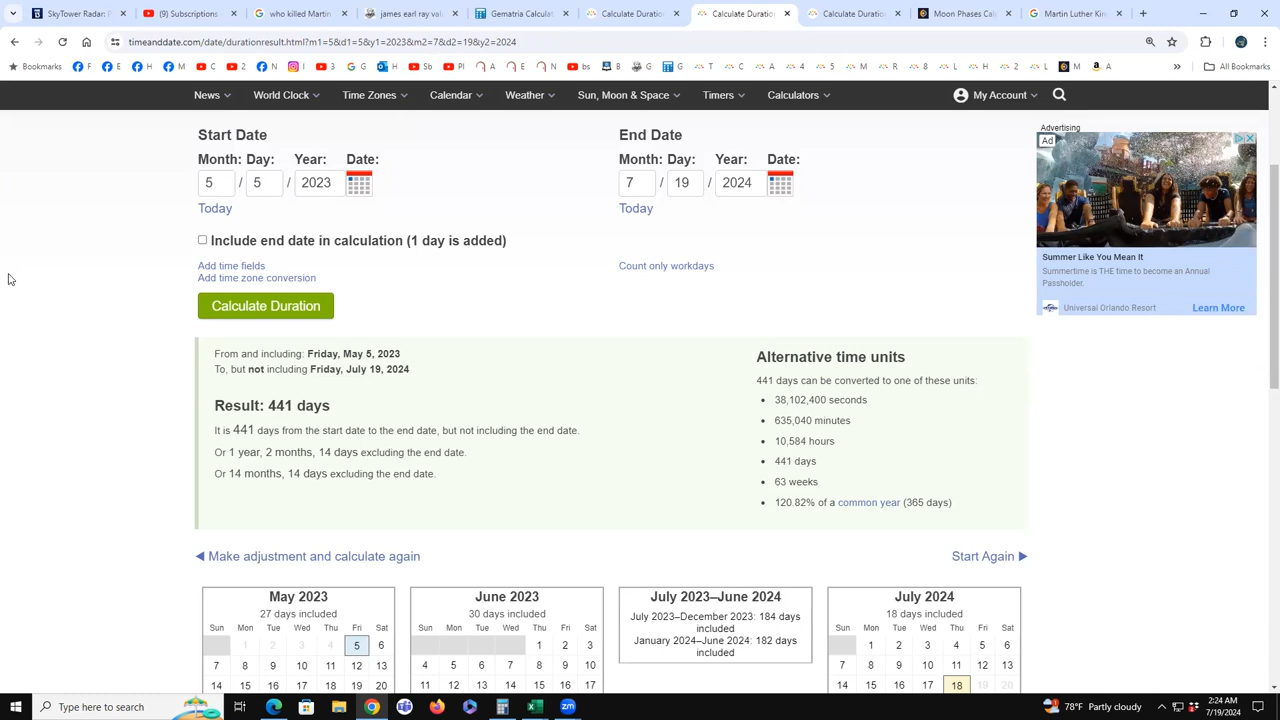 SkyTower Radar: P
(9) Subscriptions
who killed Martin
james earl ray val
Gematria Calcula
Calculate Duration
Calculate Duration
Calculate Duration
Moon Phases Cal
Martin Luther Kin
timeanddate.com/date/durationresult.html?m1=5&d1=5&y1=2023&m2=7&d2=19&y2=2024
Bookmarks F E H M C 2 N I 3 G H Sb Pl A E N bs. B G G T C A 4 5 M R L H 2 L M A » All Bookmarks
News World Clock Time Zones Calendar Weather Sun, Moon & Space Timers Calculators My Account
Start Date
Month: Day: Year: Date:
5 / 5 / 2023
Today
End Date
Month: Day: Year: Date:
7 / 19 / 2024
Today
Include end date in calculation (1 day is added)
Add time fields
Add time zone conversion
Count only workdays
Calculate Duration
Advertising
Ad
Summer Like You Mean It
Summertime is THE time to become an Annual
Passholder.
Universal Orlando Resort Learn More
From and including: Friday, May 5, 2023
To, but not including Friday, July 19, 2024
Result: 441 days
It is 441 days from the start date to the end date, but not including the end date.
Or 1 year, 2 months, 14 days excluding the end date.
Or 14 months, 14 days excluding the end date.
Alternative time units
441 days can be converted to one of these units:
• 38,102,400 seconds
• 635,040 minutes
• 10,584 hours
• 441 days
• 63 weeks
• 120.82% of a common year (365 days)
Make adjustment and calculate again
Start Again
May 2023
27 days included
Sun Mon Tue Wed Thu Fri Sat
1 2 3 4 5 6
7 8 9 10 11 12 13
14 15 16 17 18 19 20
June 2023
30 days included
Sun Mon Tue Wed Thu Fri Sat
1 2 3
4 5 6 7 8 9 10
11 12 13 14 15 16 17
July 2023–June 2024
July 2023–December 2023: 184 days
included
January 2024–June 2024: 182 days
included
July 2024
18 days included
Sun Mon Tue Wed Thu Fri Sat
1 2 3 4 5 6
7 8 9 10 11 12 13
14 15 16 17 18 19 20
Type here to search
78°F Partly cloudy
2:24 AM
7/19/2024